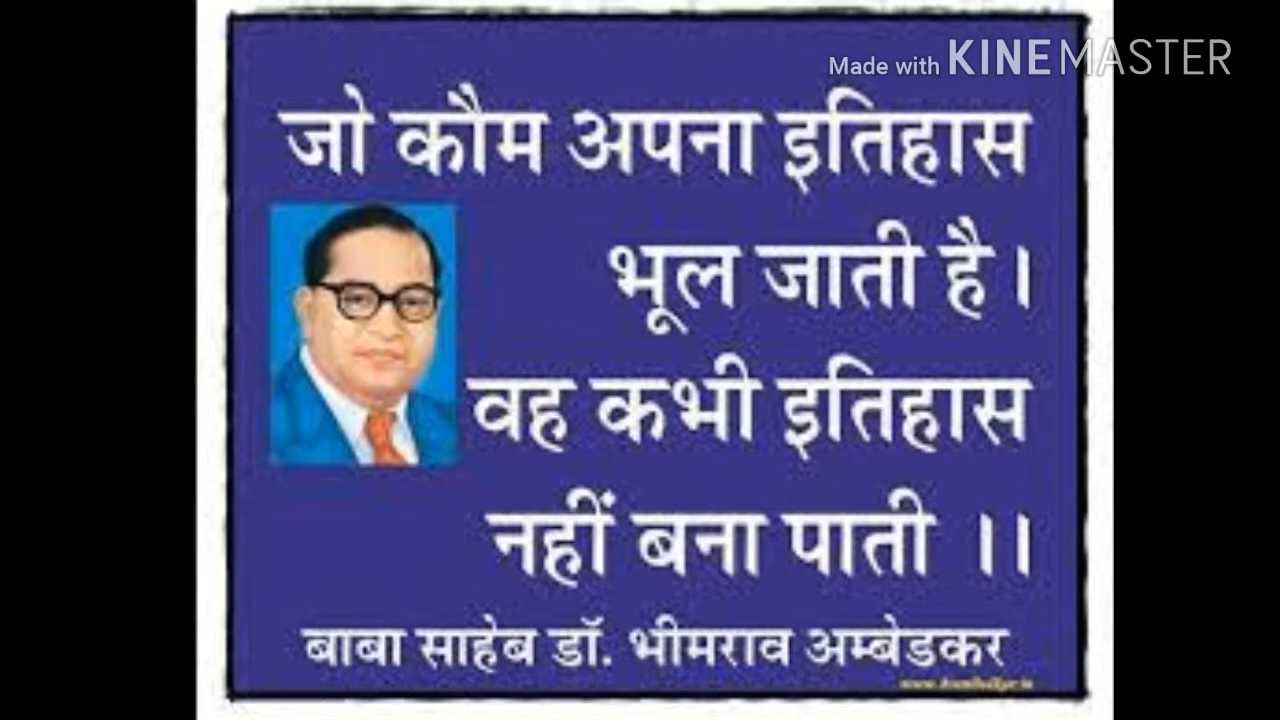 Made with KINEMASTER
जो कौम अपना इतिहास
भूल जाती है।
वह कभी इतिहास
नहीं बना पाती ।।
बाबा साहेब डॉ. भीमराव अम्बेडकर